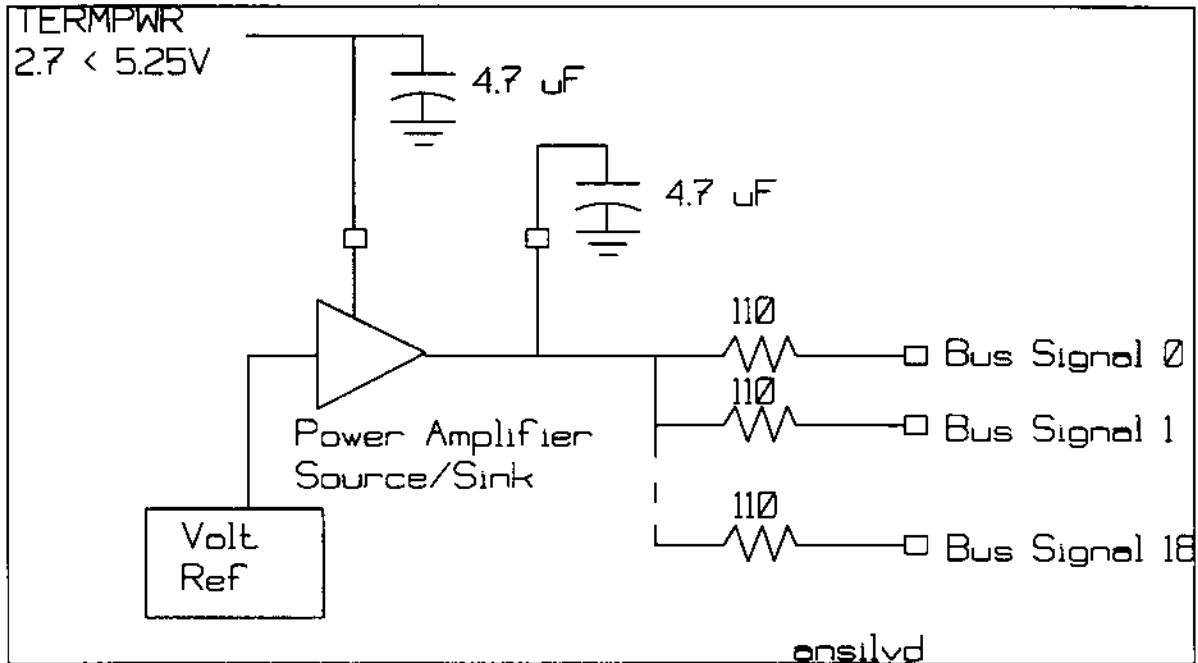 TERMPWR
2.7 < 5.25V
4.7 uF
4.7 uF
110
Bus Signal 0
110
Bus Signal 1
Power Amplifier
Source/Sink
110
Bus Signal 18
Volt
Ref
ansilvd